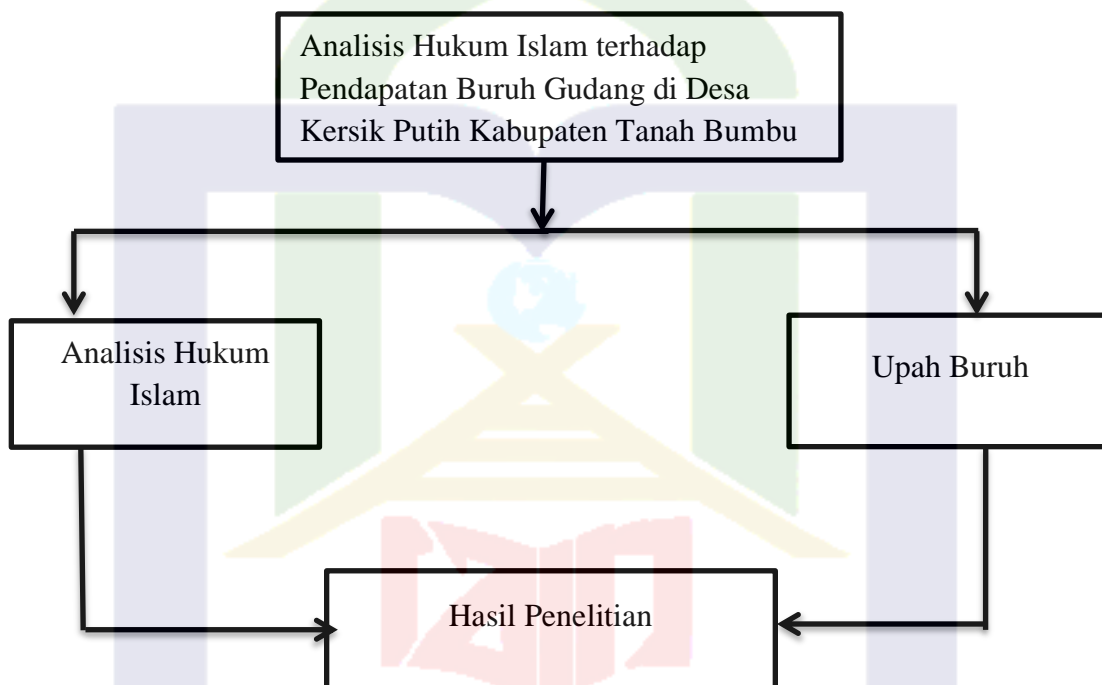 Analisis Hukum Islam terhadap
Pendapatan Buruh Gudang di Desa
Kersik Putih Kabupaten Tanah Bumbu
Analisis Hukum
Islam
Upah Buruh
Hasil Penelitian